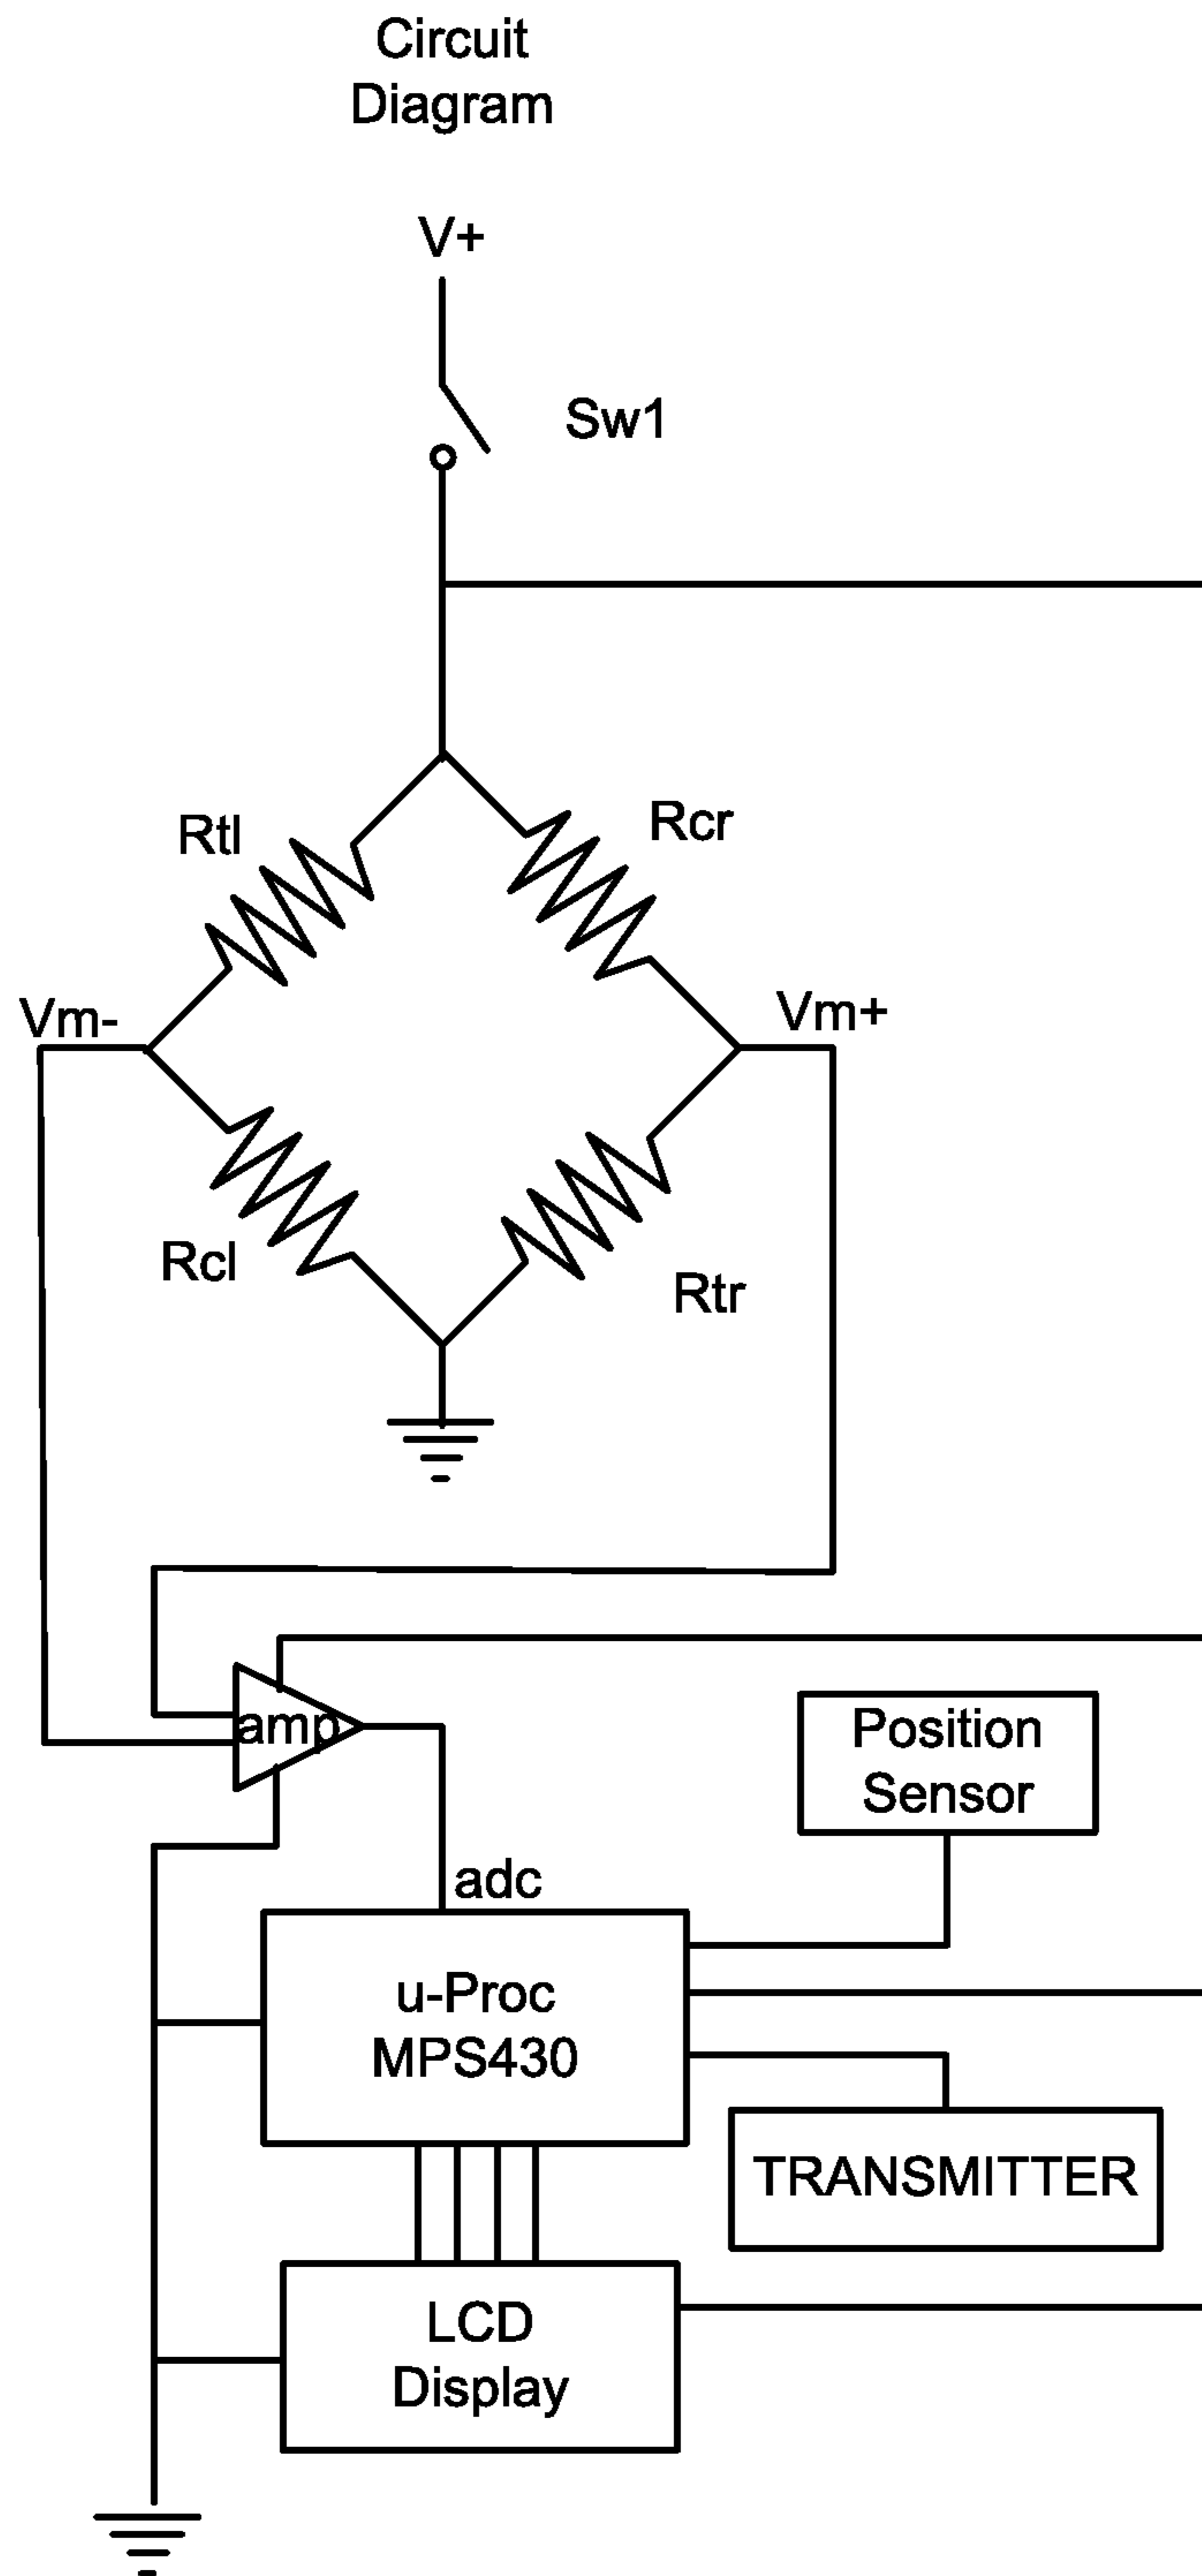 Circuit
Diagram
V+
Sw1
Rtl
Rcr
Vm-
Vm+
Rcl
Rtr
amp
Position
Sensor
adc
u-Proc
MPS430
TRANSMITTER
LCD
Display